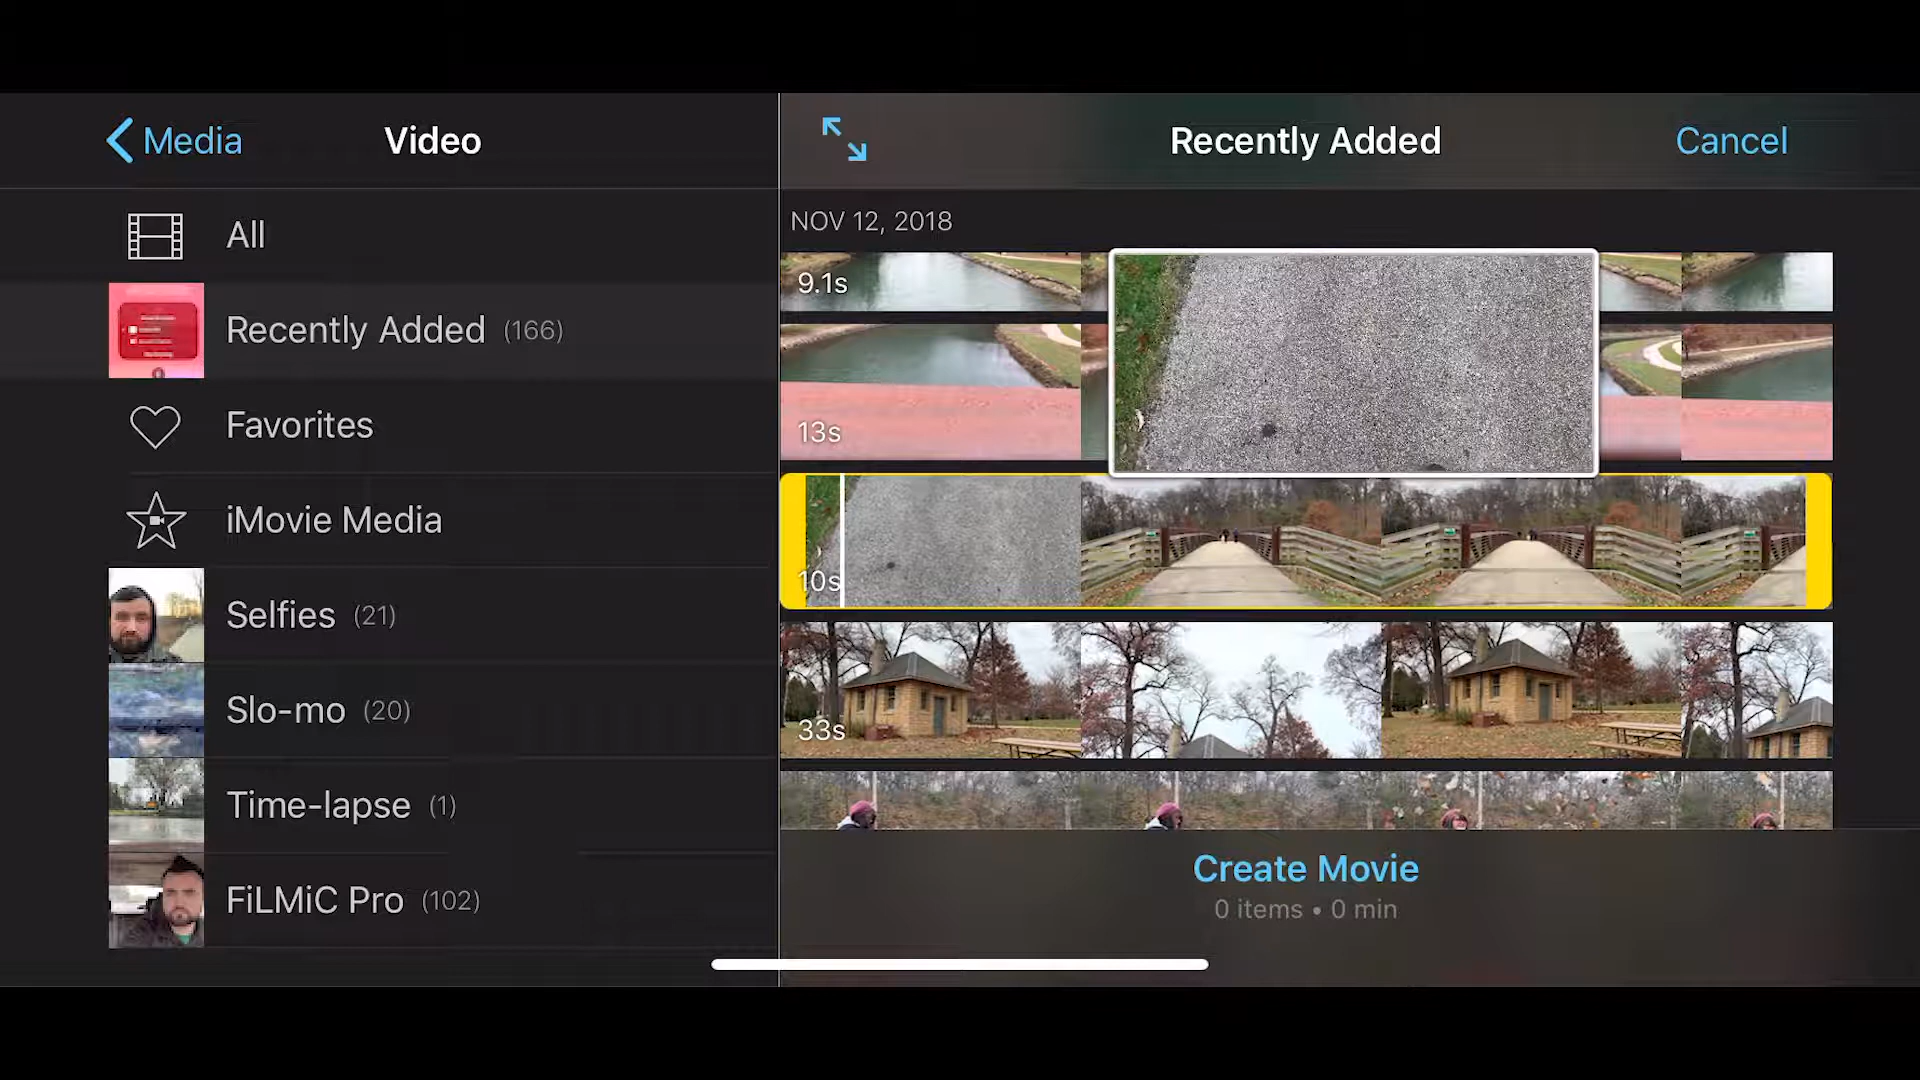 Media
Video
All
Recently Added (166)
Favorites
iMovie Media
Selfies (21)
Slo-mo (20)
Time-lapse (1)
FiLMiC Pro (102)
Recently Added
Cancel
NOV 12, 2018
9.1s
13s
10s
33s
Create Movie
0 items • 0 min